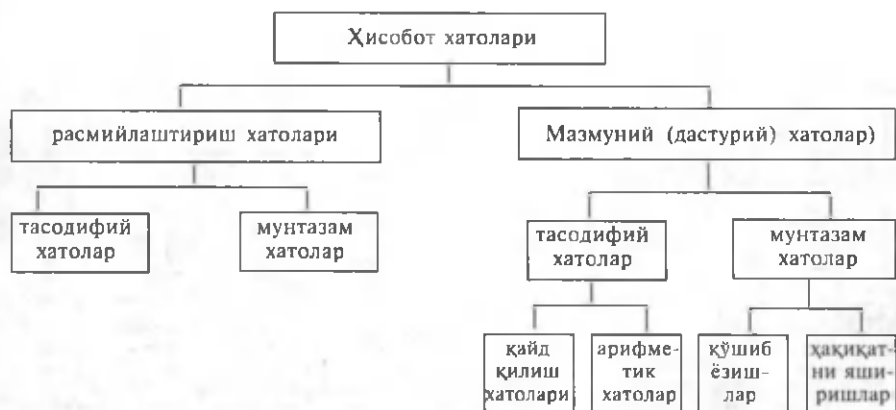 Ҳисобот хатолари
расмийлаштириш хатолари
Мазмуний (дастурий) хатолар)
тасодифий
хатолар
мунтазам
хатолар
тасодифий
хатолар
мунтазам
хатолар
қайд
қилиш
хатолари
арифме-
тик
хатолар
қўшиб
ёзиш-
лар
ҳақиқат-
ни яши-
ришлар